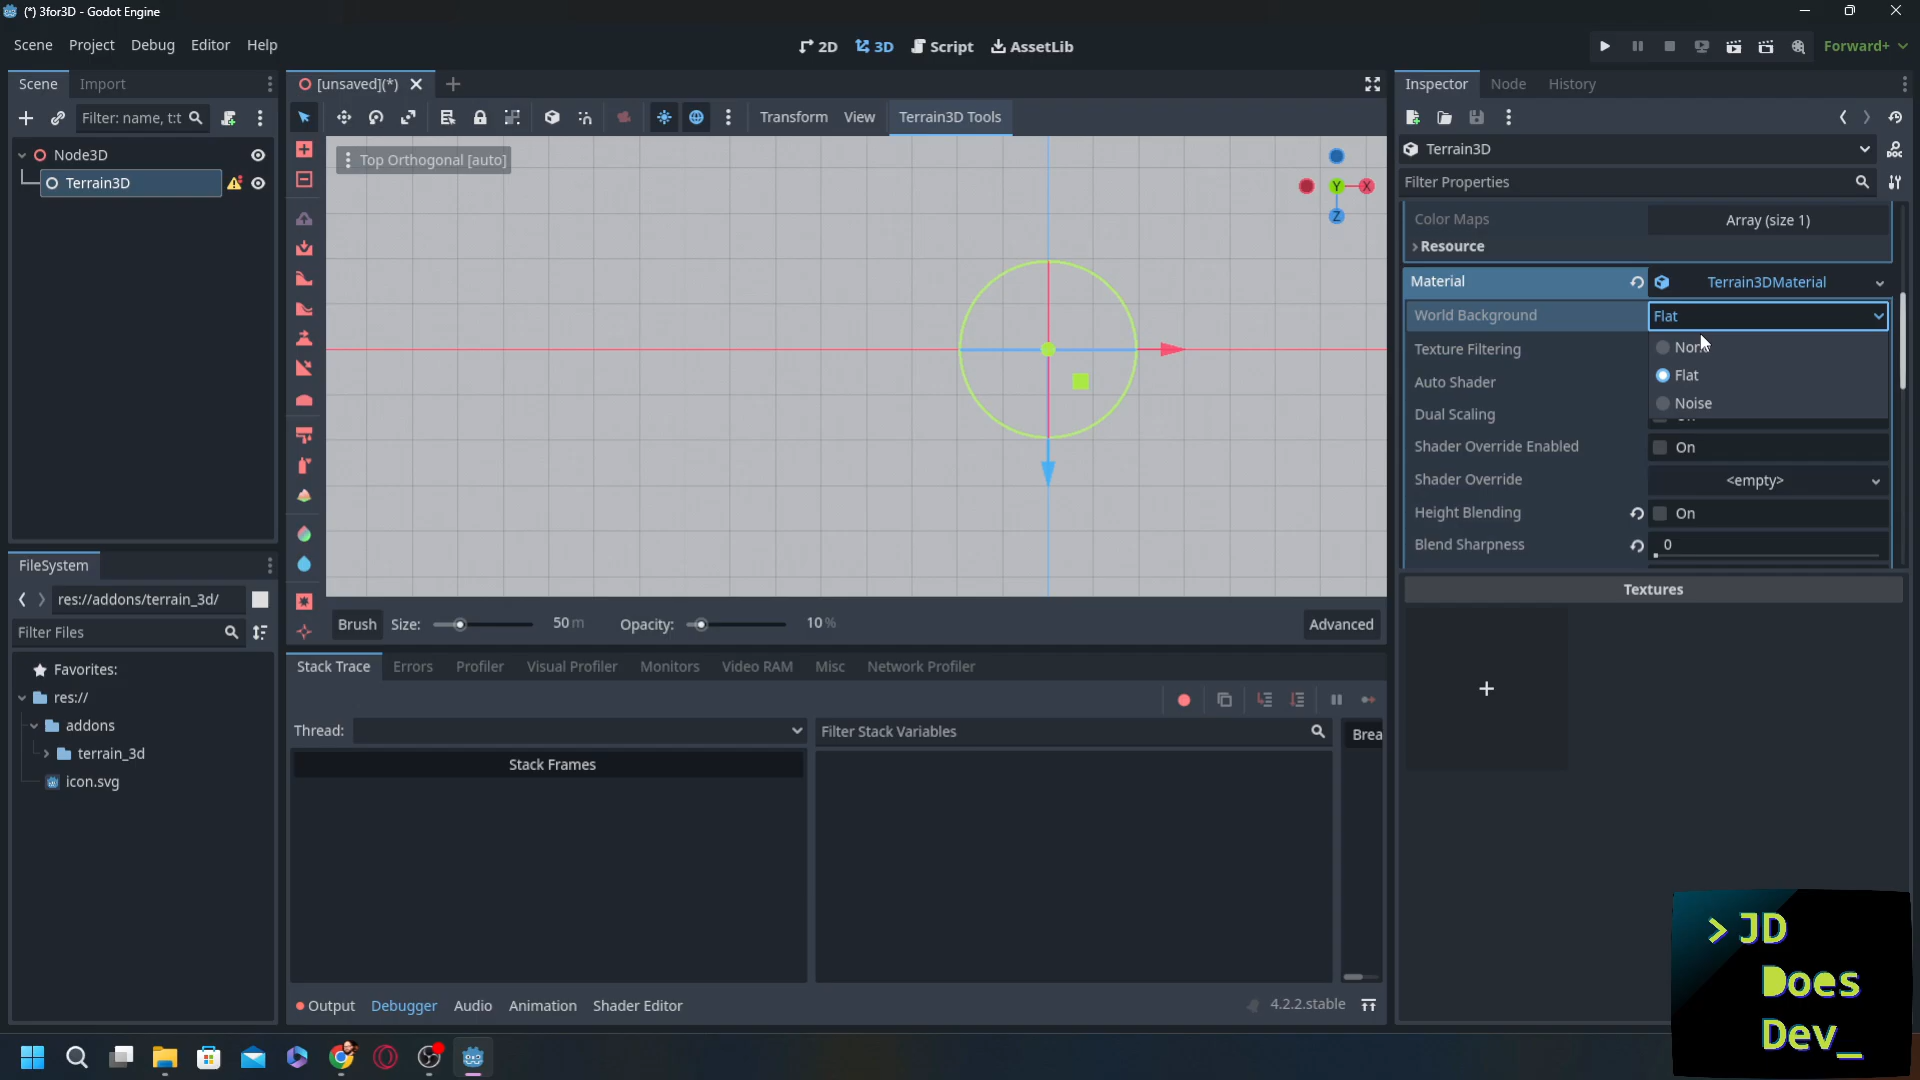 (*) 3for3D - Godot Engine
Scene Project Debug Editor Help
2D 3D Script AssetLib
Forward+
Scene Import
[unsaved](*)
Inspector Node History
Filter: name, t:t
Transform View Terrain3D Tools
Node3D
Terrain3D
Top Orthogonal [auto]
Y X
Z
Terrain3D
Filter Properties
Color Maps Array (size 1)
Resource
Material Terrain3DMaterial
World Background Flat
Texture Filtering
Auto Shader
Dual Scaling
Flat
Noise
Shader Override Enabled On
Shader Override <empty>
Height Blending On
Blend Sharpness 0
Textures
+
Brush Size: 50 m Opacity: 10 % Advanced
FileSystem
res://addons/terrain_3d/
Filter Files
Favorites:
res://
addons
terrain_3d
icon.svg
Stack Trace Errors Profiler Visual Profiler Monitors Video RAM Misc Network Profiler
Thread:
Filter Stack Variables
Brea
Stack Frames
Output Debugger Audio Animation Shader Editor
4.2.2.stable
>JD
Does
Dev_